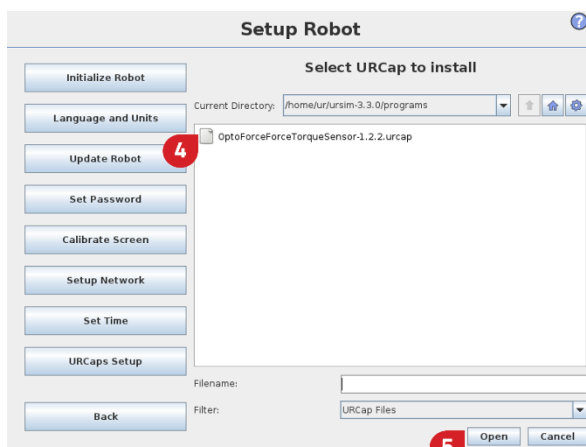 Setup Robot
?
Initialize Robot
Language and Units
Update Robot
Set Password
Calibrate Screen
Setup Network
Set Time
URCaps Setup
Back
Select URCap to install
Current Directory: /home/ur/ursim-3.3.0/programs
4
OptoForceForceTorqueSensor-1.2.2.urcap
Filename:
Filter: URCap Files
5
Open Cancel